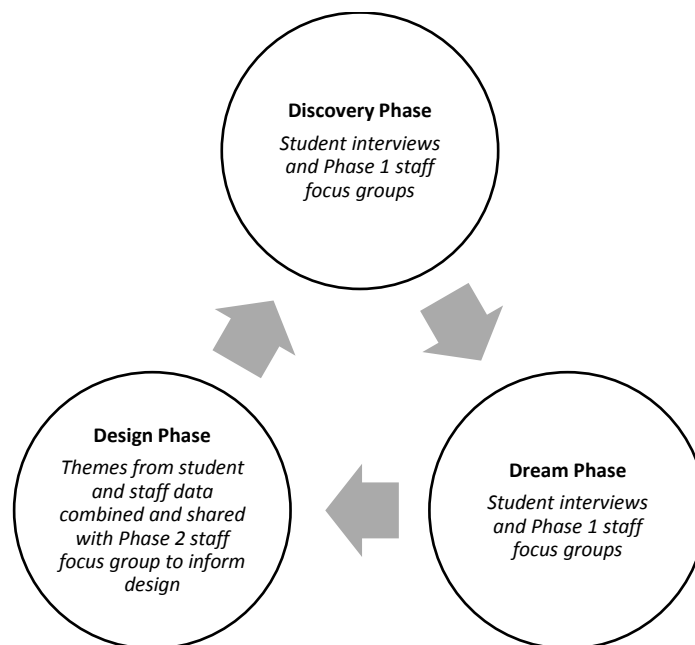 Discovery Phase
Student interviews
and Phase 1 staff
focus groups
Dream Phase
Student interviews
and Phase 1 staff
focus groups
Design Phase
Themes from student
and staff data
combined and shared
with Phase 2 staff
focus group to inform
design